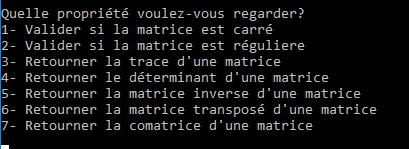 Quelle propriété voulez-vous regarder?
1- Valider si la matrice est carré
2- Valider si la matrice est réguliere
3- Retourner la trace d'une matrice
4- Retourner le déterminant d'une matrice
5- Retourner la matrice inverse d'une matrice
6- Retourner la matrice transposé d'une matrice
7- Retourner la comatrice d'une matrice